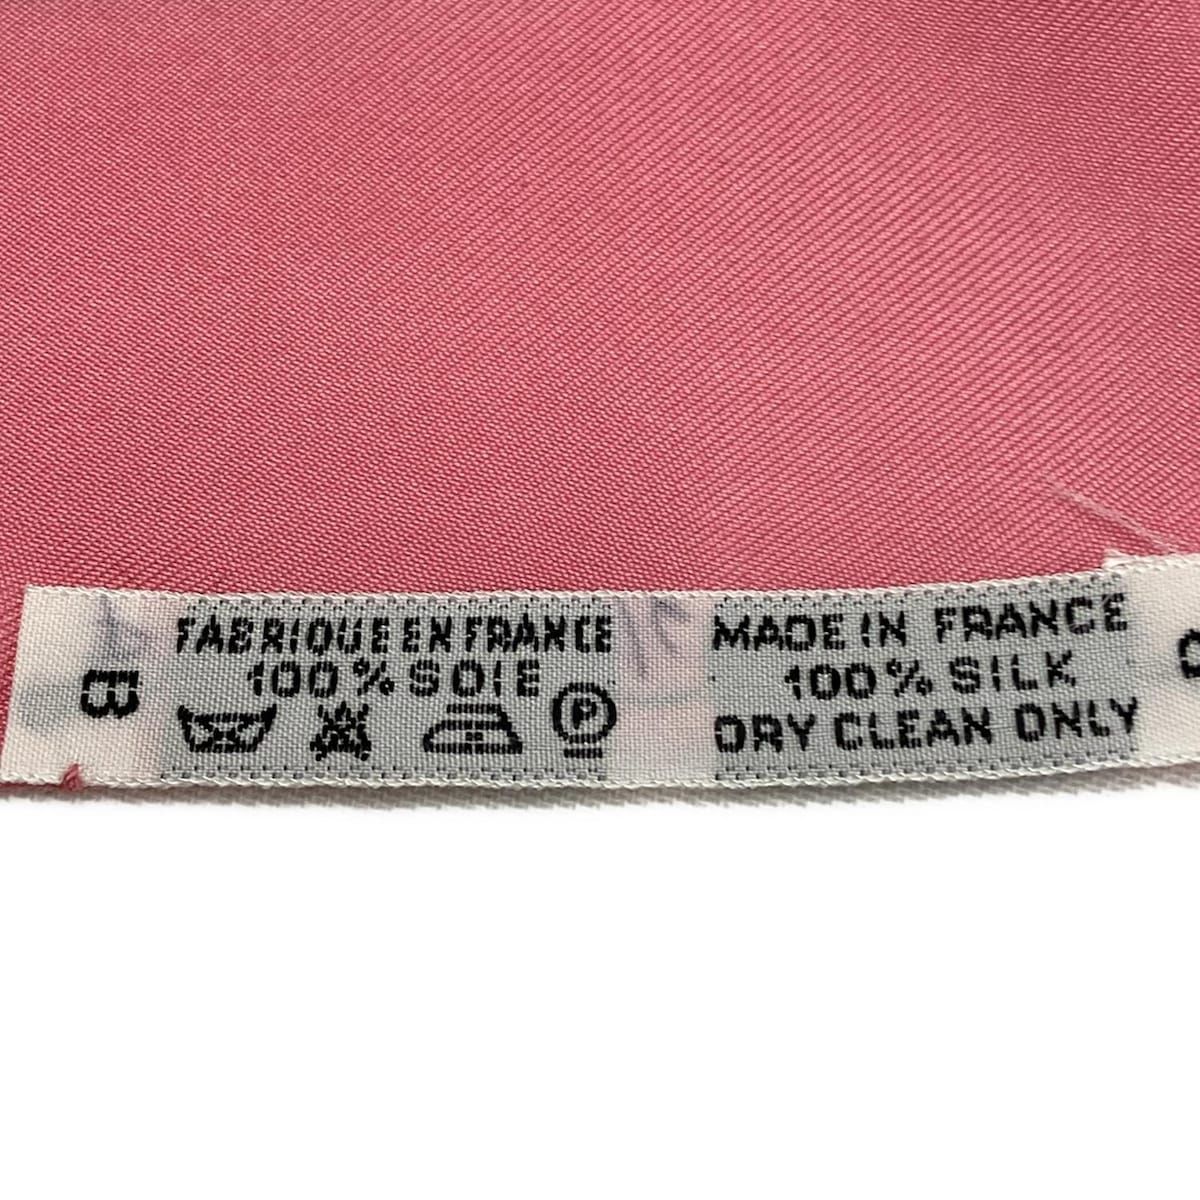 FABRIQUE EN FRANCE
100% SOIE
P
MADE IN FRANCE
100% SILK
DRY CLEAN ONLY
B